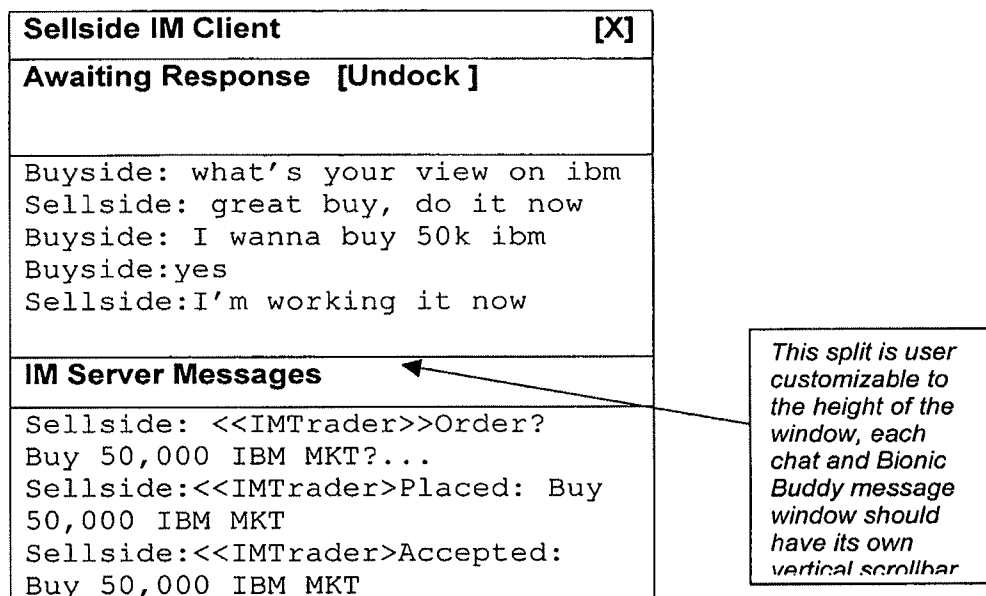 Sellside IM Client [X]
Awaiting Response [Undock ]
Buyside: what's your view on ibm
Sellside: great buy, do it now
Buyside: I wanna buy 50k ibm
Buyside:yes
Sellside:I'm working it now
IM Server Messages
Sellside: <<IMTrader>>Order?
Buy 50,000 IBM MKT?...
Sellside:<<IMTrader>Placed: Buy
50,000 IBM MKT
Sellside:<<IMTrader>Accepted:
Buy 50,000 IBM MKT
This split is user
customizable to
the height of the
window, each
chat and Bionic
Buddy message
window should
have its own
vertical scrollbar